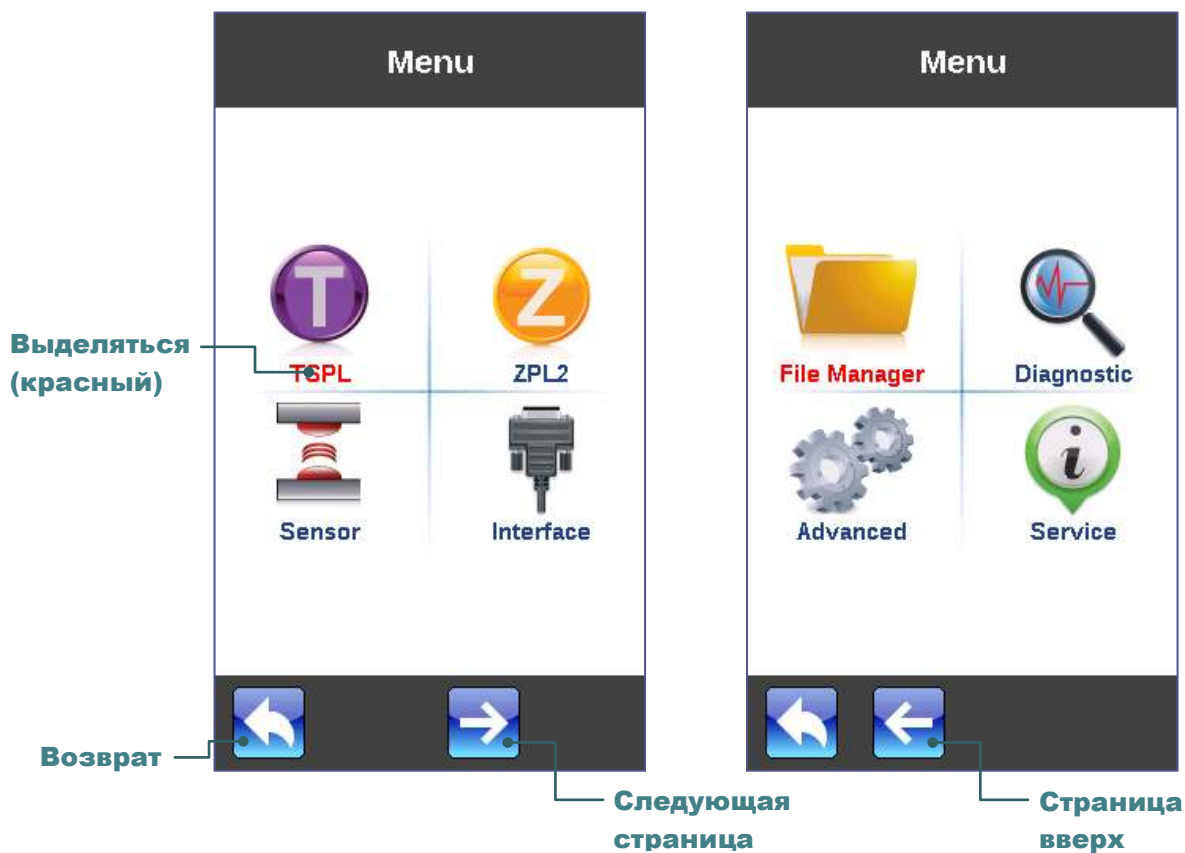 Menu
Menu
Выделяться
(красный)
T
Z
TSPL
ZPL2
File Manager
Diagnostic
i
Sensor
Interface
Advanced
Service
Возврат
Следующая
страница
Страница
вверх